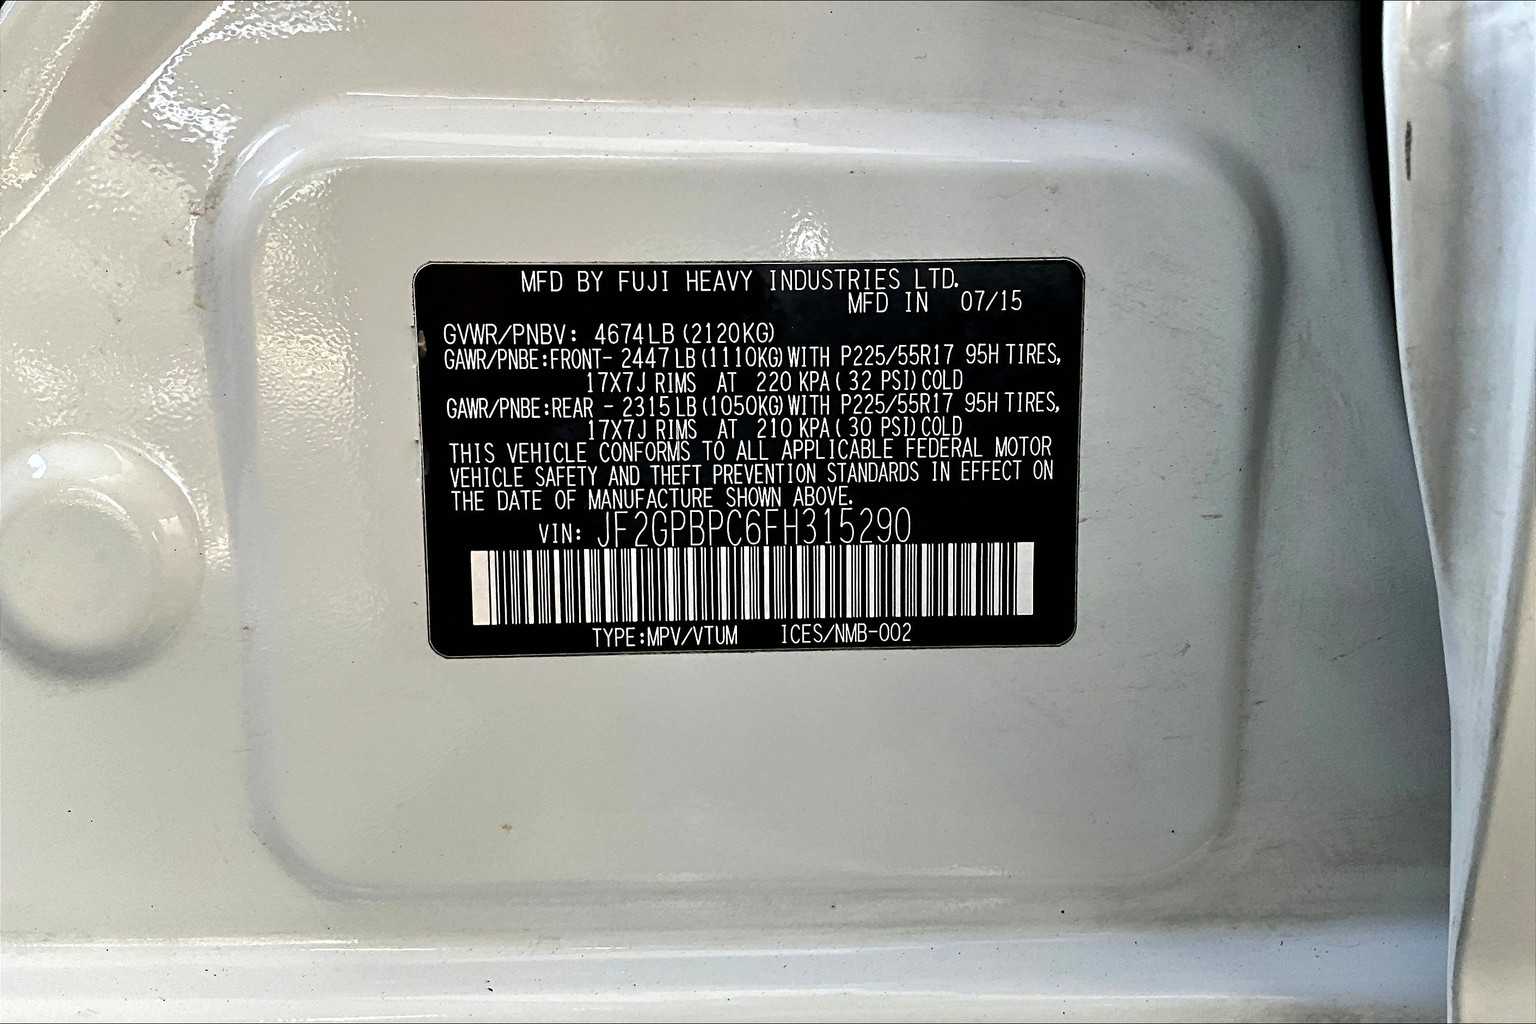 MFD BY FUJI HEAVY INDUSTRIES LTD.
MFD IN 07/15
GVWR/PNBV: 4674LB (2120KG)
GAWR/PNBE:FRONT- 2447 LB (1110KG) WITH P225/55R17 95H TIRES,
17X7J RIMS AT 220 KPA ( 32 PSI) COLD
GAWR/PNBE:REAR - 2315 LB (1050KG) WITH P225/55R17 95H TIRES,
17X7J RIMS AT 210 KPA ( 30 PSI) COLD
THIS VEHICLE CONFORMS TO ALL APPLICABLE FEDERAL MOTOR
VEHICLE SAFETY AND THEFT PREVENTION STANDARDS IN EFFECT ON
THE DATE OF MANUFACTURE SHOWN ABOVE.
VIN: JF2GPBPC6FH315290
TYPE:MPV/VTUM ICES/NMB-002